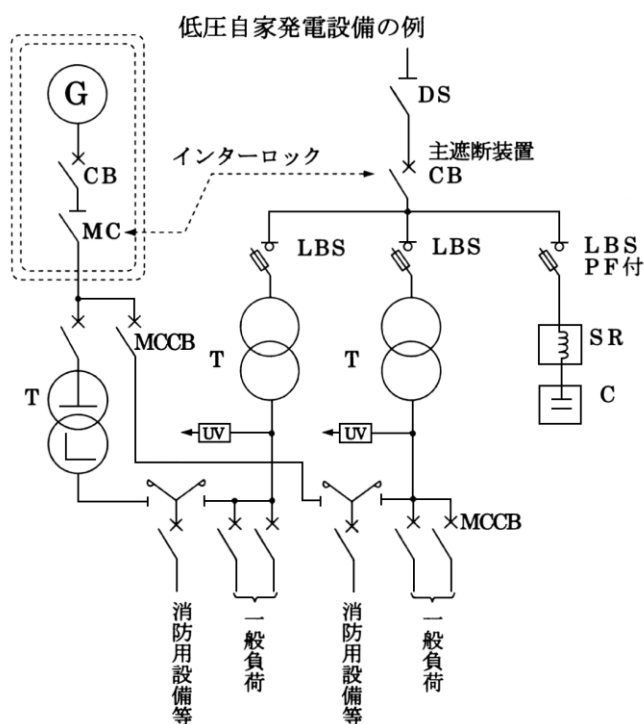 低圧自家発電設備の例
G
DS
インターロック
主遮断装置
CB
CB
MC
LBS
LBS
LBS
PF付
MCCB
T
T
SR
T
C
UV
UV
MCCB
消防用設備等
一般負荷
消防用設備等
一般負荷